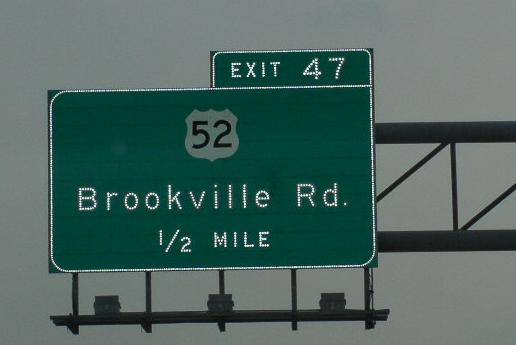 EXIT 47
52
Brookville Rd.
1/2 MILE